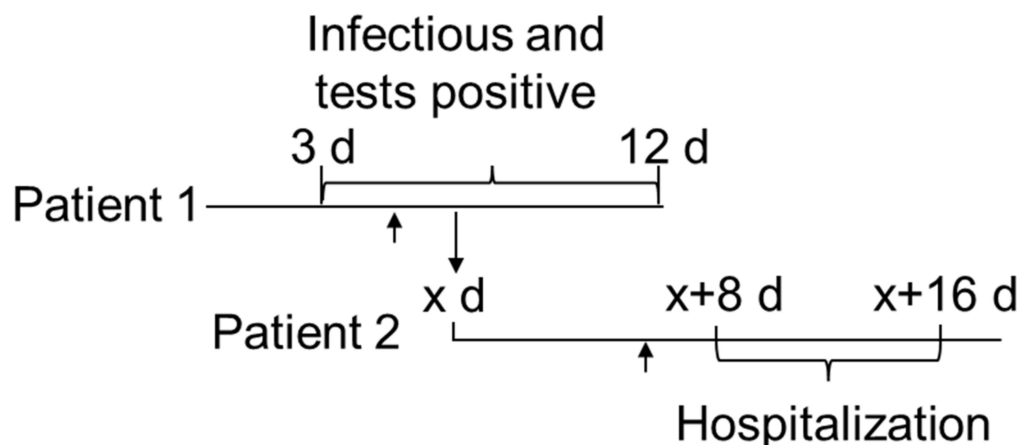 Infectious and
tests positive
3 d 12 d
Patient 1
x d x+8 d x+16 d
Patient 2
Hospitalization